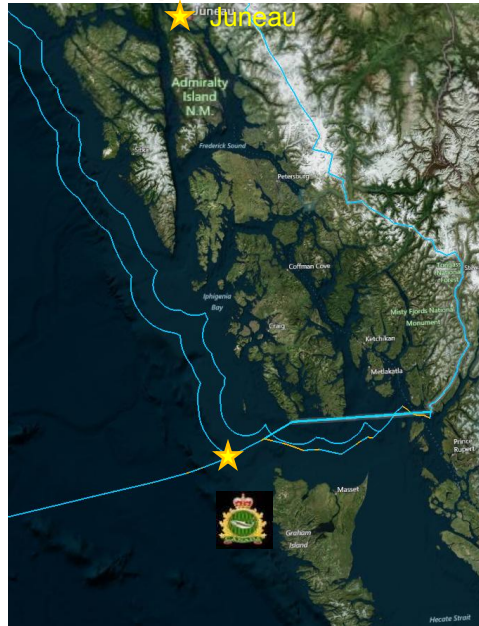 Juneau
Juneau
Admiralty
Island
N.M.
Frederick Sound
Sitka
Petersburg
Coffman Cove
Iphigenia
Bay
Craig
Misty Fjords National
Monument
Ketchikan
Metlakatla
Prince
Rupert
Masset
Graham
Island
Hecate Strait